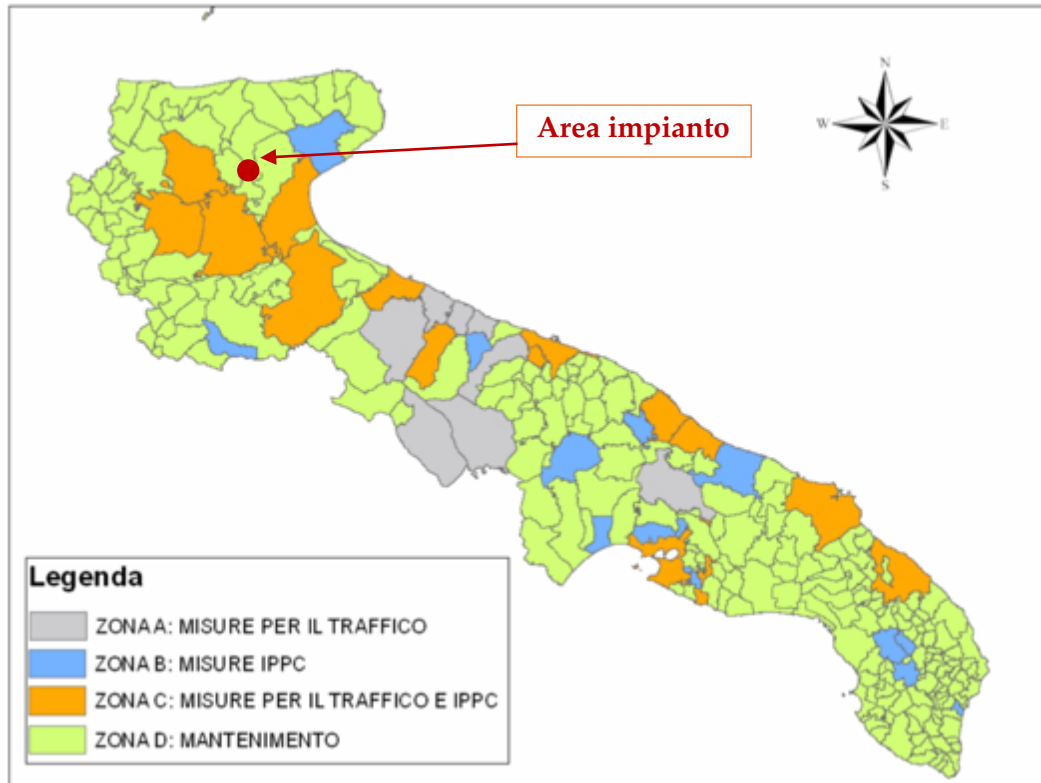 N
W
E
S
Area impianto
Legenda
ZONA A: MISURE PER IL TRAFFICO
ZONA B: MISURE IPPC
ZONA C: MISURE PER IL TRAFFICO E IPPC
ZONA D: MANTENIMENTO